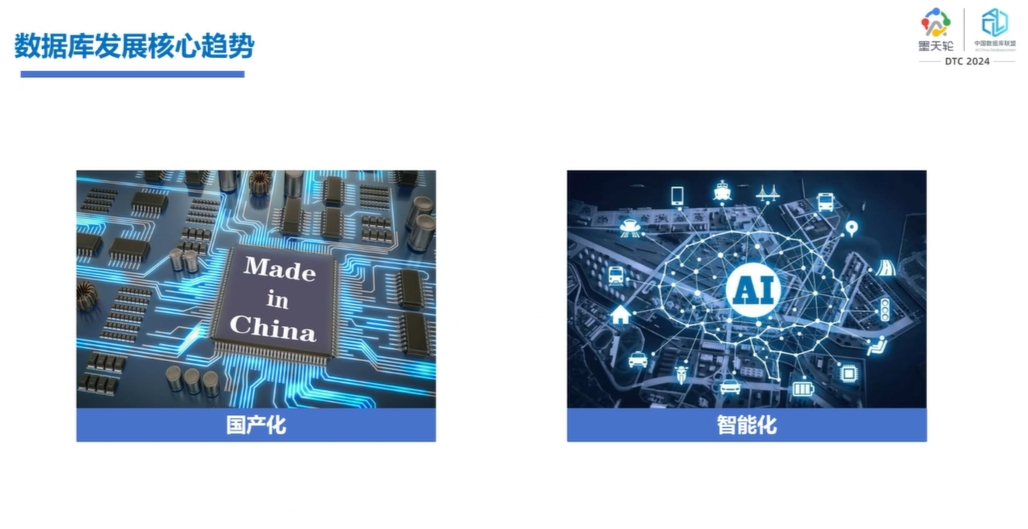 数据库发展核心趋势
墨天轮
中国数据库联盟
DTC 2024
Made
in
China
AI
国产化
智能化